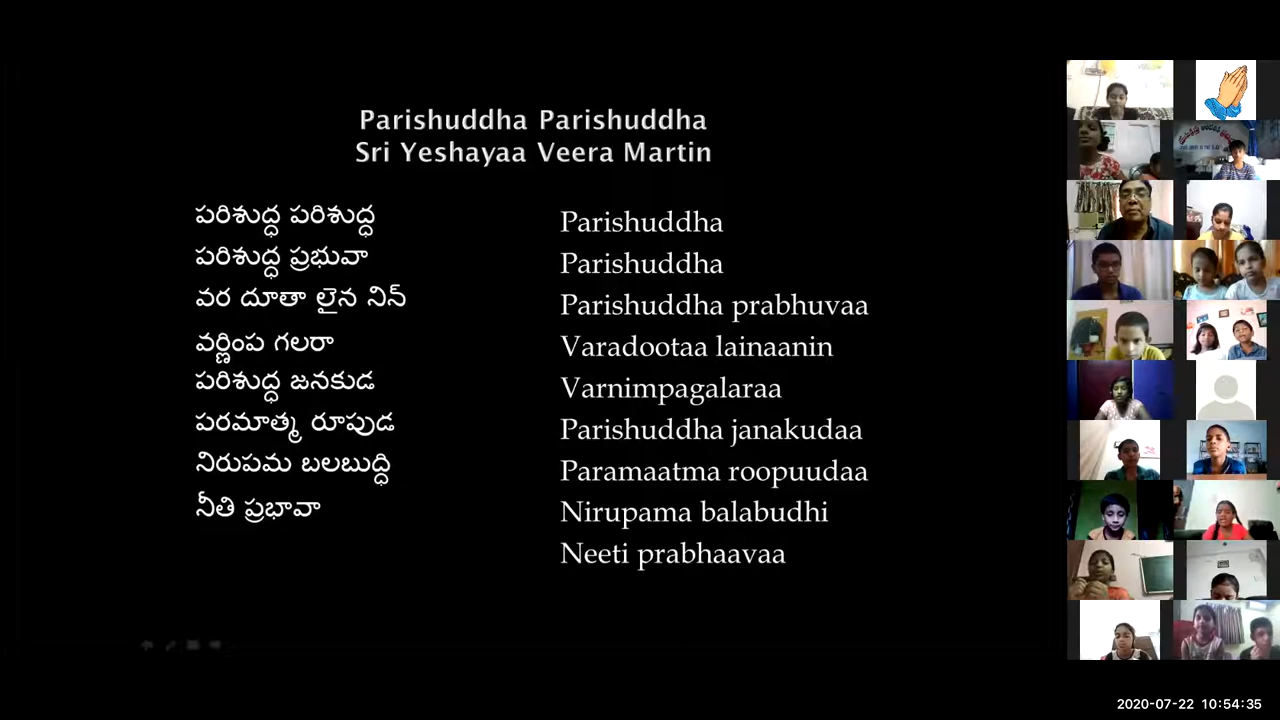 Parishuddha Parishuddha
Sri Yeshayaa Veera Martin
పరిశుద్ధ పరిశుద్ధ
పరిశుద్ధ ప్రభువా
వర దూతా లైన నిన్
వర్ణింప గలరా
పరిశుద్ధ జనకుడ
పరమాత్మ రూపుడ
నిరుపమ బలబుద్ధి
నీతి ప్రభావా
Parishuddha
Parishuddha
Parishuddha prabhuvaa
Varadootaa lainaanin
Varnimpagalaraa
Parishuddha janakudaa
Paramaatma roopuudaa
Nirupama balabudhi
Neeti prabhaavaa
2020-07-22 10:54:35